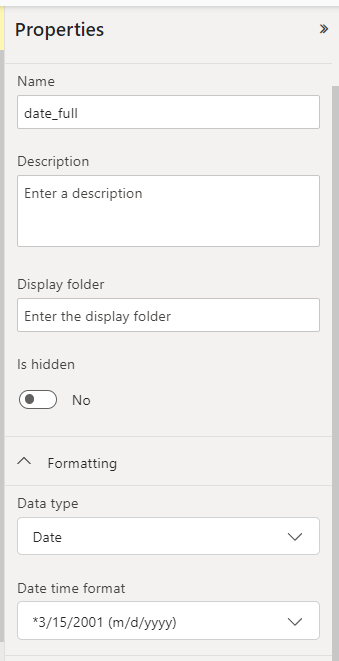 Properties
Name
date_full
Description
Enter a description
Display folder
Enter the display folder
Is hidden
No
Formatting
Data type
Date
Date time format
*3/15/2001 (m/d/yyyy)